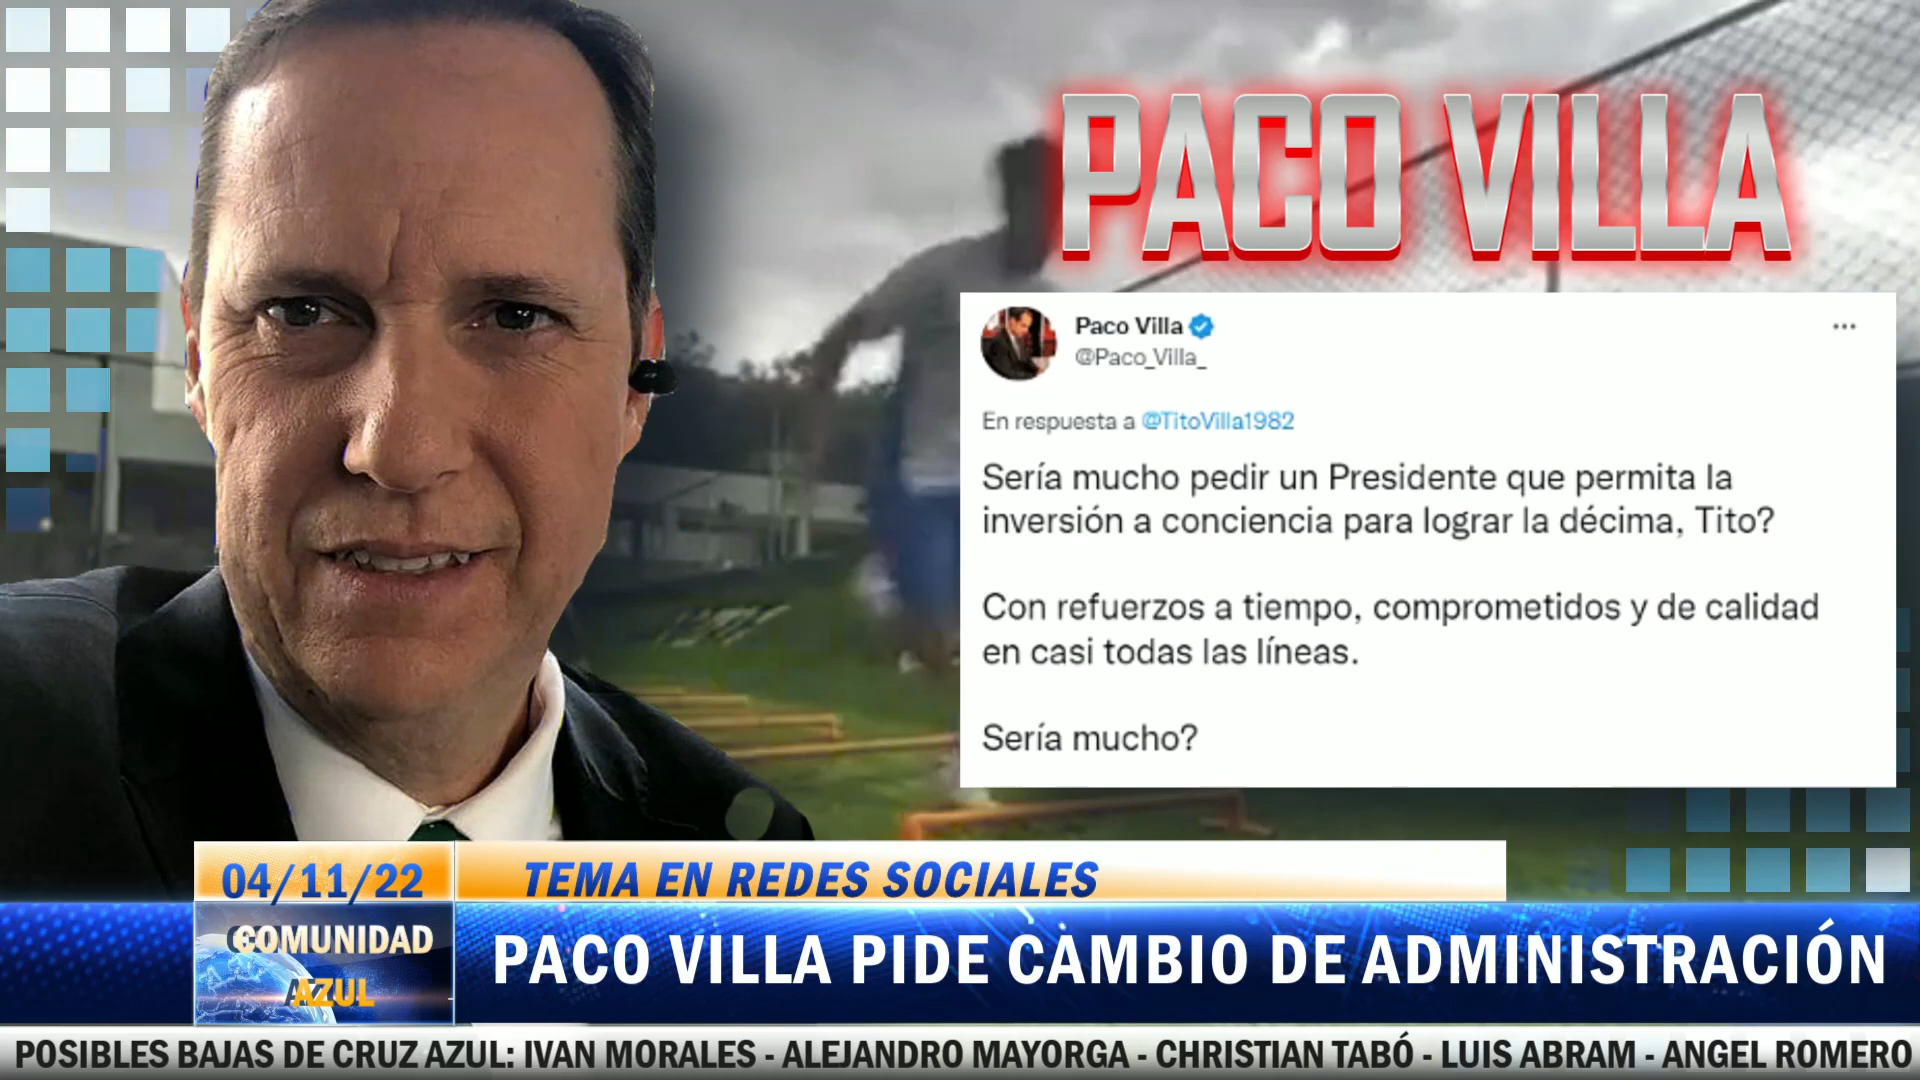 PACO VILLA
Paco Villa
@Paco_Villa_
En respuesta a @TitoVilla1982
Sería mucho pedir un Presidente que permita la
inversión a conciencia para lograr la décima, Tito?
Con refuerzos a tiempo, comprometidos y de calidad
en casi todas las líneas.
Sería mucho?
04/11/22
TEMA EN REDES SOCIALES
COMUNIDAD
AZUL
PACO VILLA PIDE CAMBIO DE ADMINISTRACIÓN
POSIBLES BAJAS DE CRUZ AZUL: IVAN MORALES - ALEJANDRO MAYORGA - CHRISTIAN TABÓ - LUIS ABRAM - ANGEL ROMERO